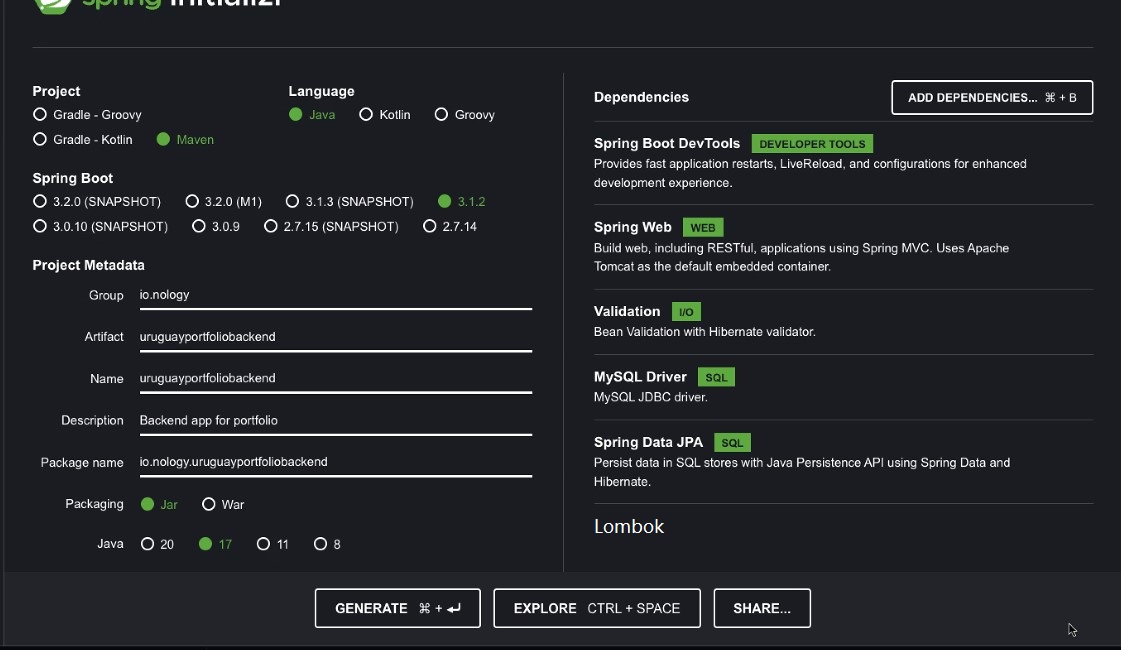 spring initializr
Project
Language
Gradle - Groovy
Java Kotlin Groovy
Gradle - Kotlin Maven
Spring Boot
3.2.0 (SNAPSHOT) 3.2.0 (M1) 3.1.3 (SNAPSHOT) 3.1.2
3.0.10 (SNAPSHOT) 3.0.9 2.7.15 (SNAPSHOT) 2.7.14
Project Metadata
Group io.nology
Artifact uruguayportfoliobackend
Name uruguayportfoliobackend
Description Backend app for portfolio
Package name io.nology.uruguayportfoliobackend
Packaging Jar War
Java 20 17 11 8
Dependencies
ADD DEPENDENCIES... ⌘ + B
Spring Boot DevTools DEVELOPER TOOLS
Provides fast application restarts, LiveReload, and configurations for enhanced
development experience.
Spring Web WEB
Build web, including RESTful, applications using Spring MVC. Uses Apache
Tomcat as the default embedded container.
Validation I/O
Bean Validation with Hibernate validator.
MySQL Driver SQL
MySQL JDBC driver.
Spring Data JPA SQL
Persist data in SQL stores with Java Persistence API using Spring Data and
Hibernate.
Lombok
GENERATE ⌘ + ↵
EXPLORE CTRL + SPACE
SHARE...